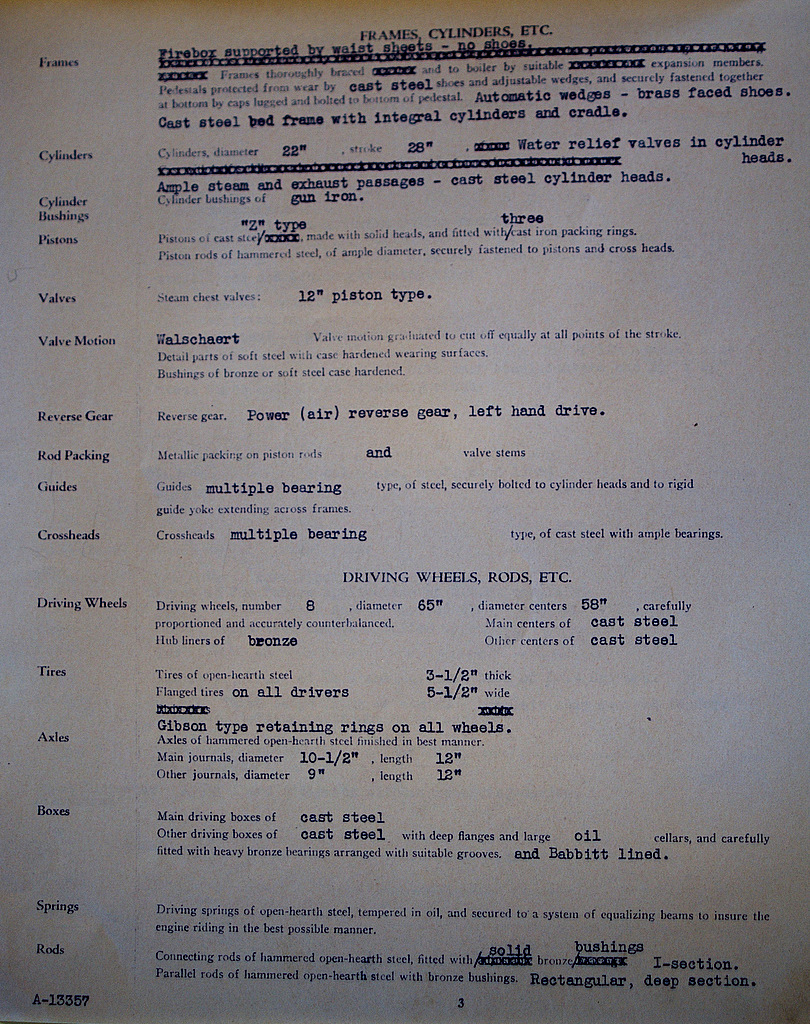 FRAMES, CYLINDERS, ETC.
Firebox supported by waist sheets - no shoes.
Frames Frames thoroughly braced and to boiler by suitable expansion members.
Pedestals protected from wear by cast steel shoes and adjustable wedges, and securely fastened together
at bottom by caps lugged and bolted to bottom of pedestal. Automatic wedges - brass faced shoes.
Cast steel bed frame with integral cylinders and cradle.
Cylinders Cylinders, diameter 22" , stroke 28" , Water relief valves in cylinder
heads.
Ample steam and exhaust passages - cast steel cylinder heads.
Cylinder Bushings Cylinder bushings of gun iron.
"Z" type three
Pistons Pistons of cast steel/ , made with solid heads, and fitted with/cast iron packing rings.
Piston rods of hammered steel, of ample diameter, securely fastened to pistons and cross heads.
Valves Steam chest valves: 12" piston type.
Valve Motion Walschaert Valve motion graduated to cut off equally at all points of the stroke.
Detail parts of soft steel with case hardened wearing surfaces.
Bushings of bronze or soft steel case hardened.
Reverse Gear Reverse gear. Power (air) reverse gear, left hand drive.
Rod Packing Metallic packing on piston rods and valve stems
Guides Guides multiple bearing type, of steel, securely bolted to cylinder heads and to rigid
guide yoke extending across frames.
Crossheads Crossheads multiple bearing type, of cast steel with ample bearings.
DRIVING WHEELS, RODS, ETC.
Driving Wheels Driving wheels, number 8 , diameter 65" , diameter centers 58" , carefully
proportioned and accurately counterbalanced. Main centers of cast steel
Hub liners of bronze Other centers of cast steel
Tires Tires of open-hearth steel 3-1/2" thick
Flanged tires on all drivers 5-1/2" wide
Gibson type retaining rings on all wheels.
Axles Axles of hammered open-hearth steel finished in best manner.
Main journals, diameter 10-1/2" , length 12"
Other journals, diameter 9" , length 12"
Boxes Main driving boxes of cast steel
Other driving boxes of cast steel with deep flanges and large oil cellars, and carefully
fitted with heavy bronze bearings arranged with suitable grooves. and Babbitt lined.
Springs Driving springs of open-hearth steel, tempered in oil, and secured to a system of equalizing beams to insure the
engine riding in the best possible manner.
solid bushings
Rods Connecting rods of hammered open-hearth steel, fitted with/ bronze/ I-section.
Parallel rods of hammered open-hearth steel with bronze bushings. Rectangular, deep section.
A-13357 3